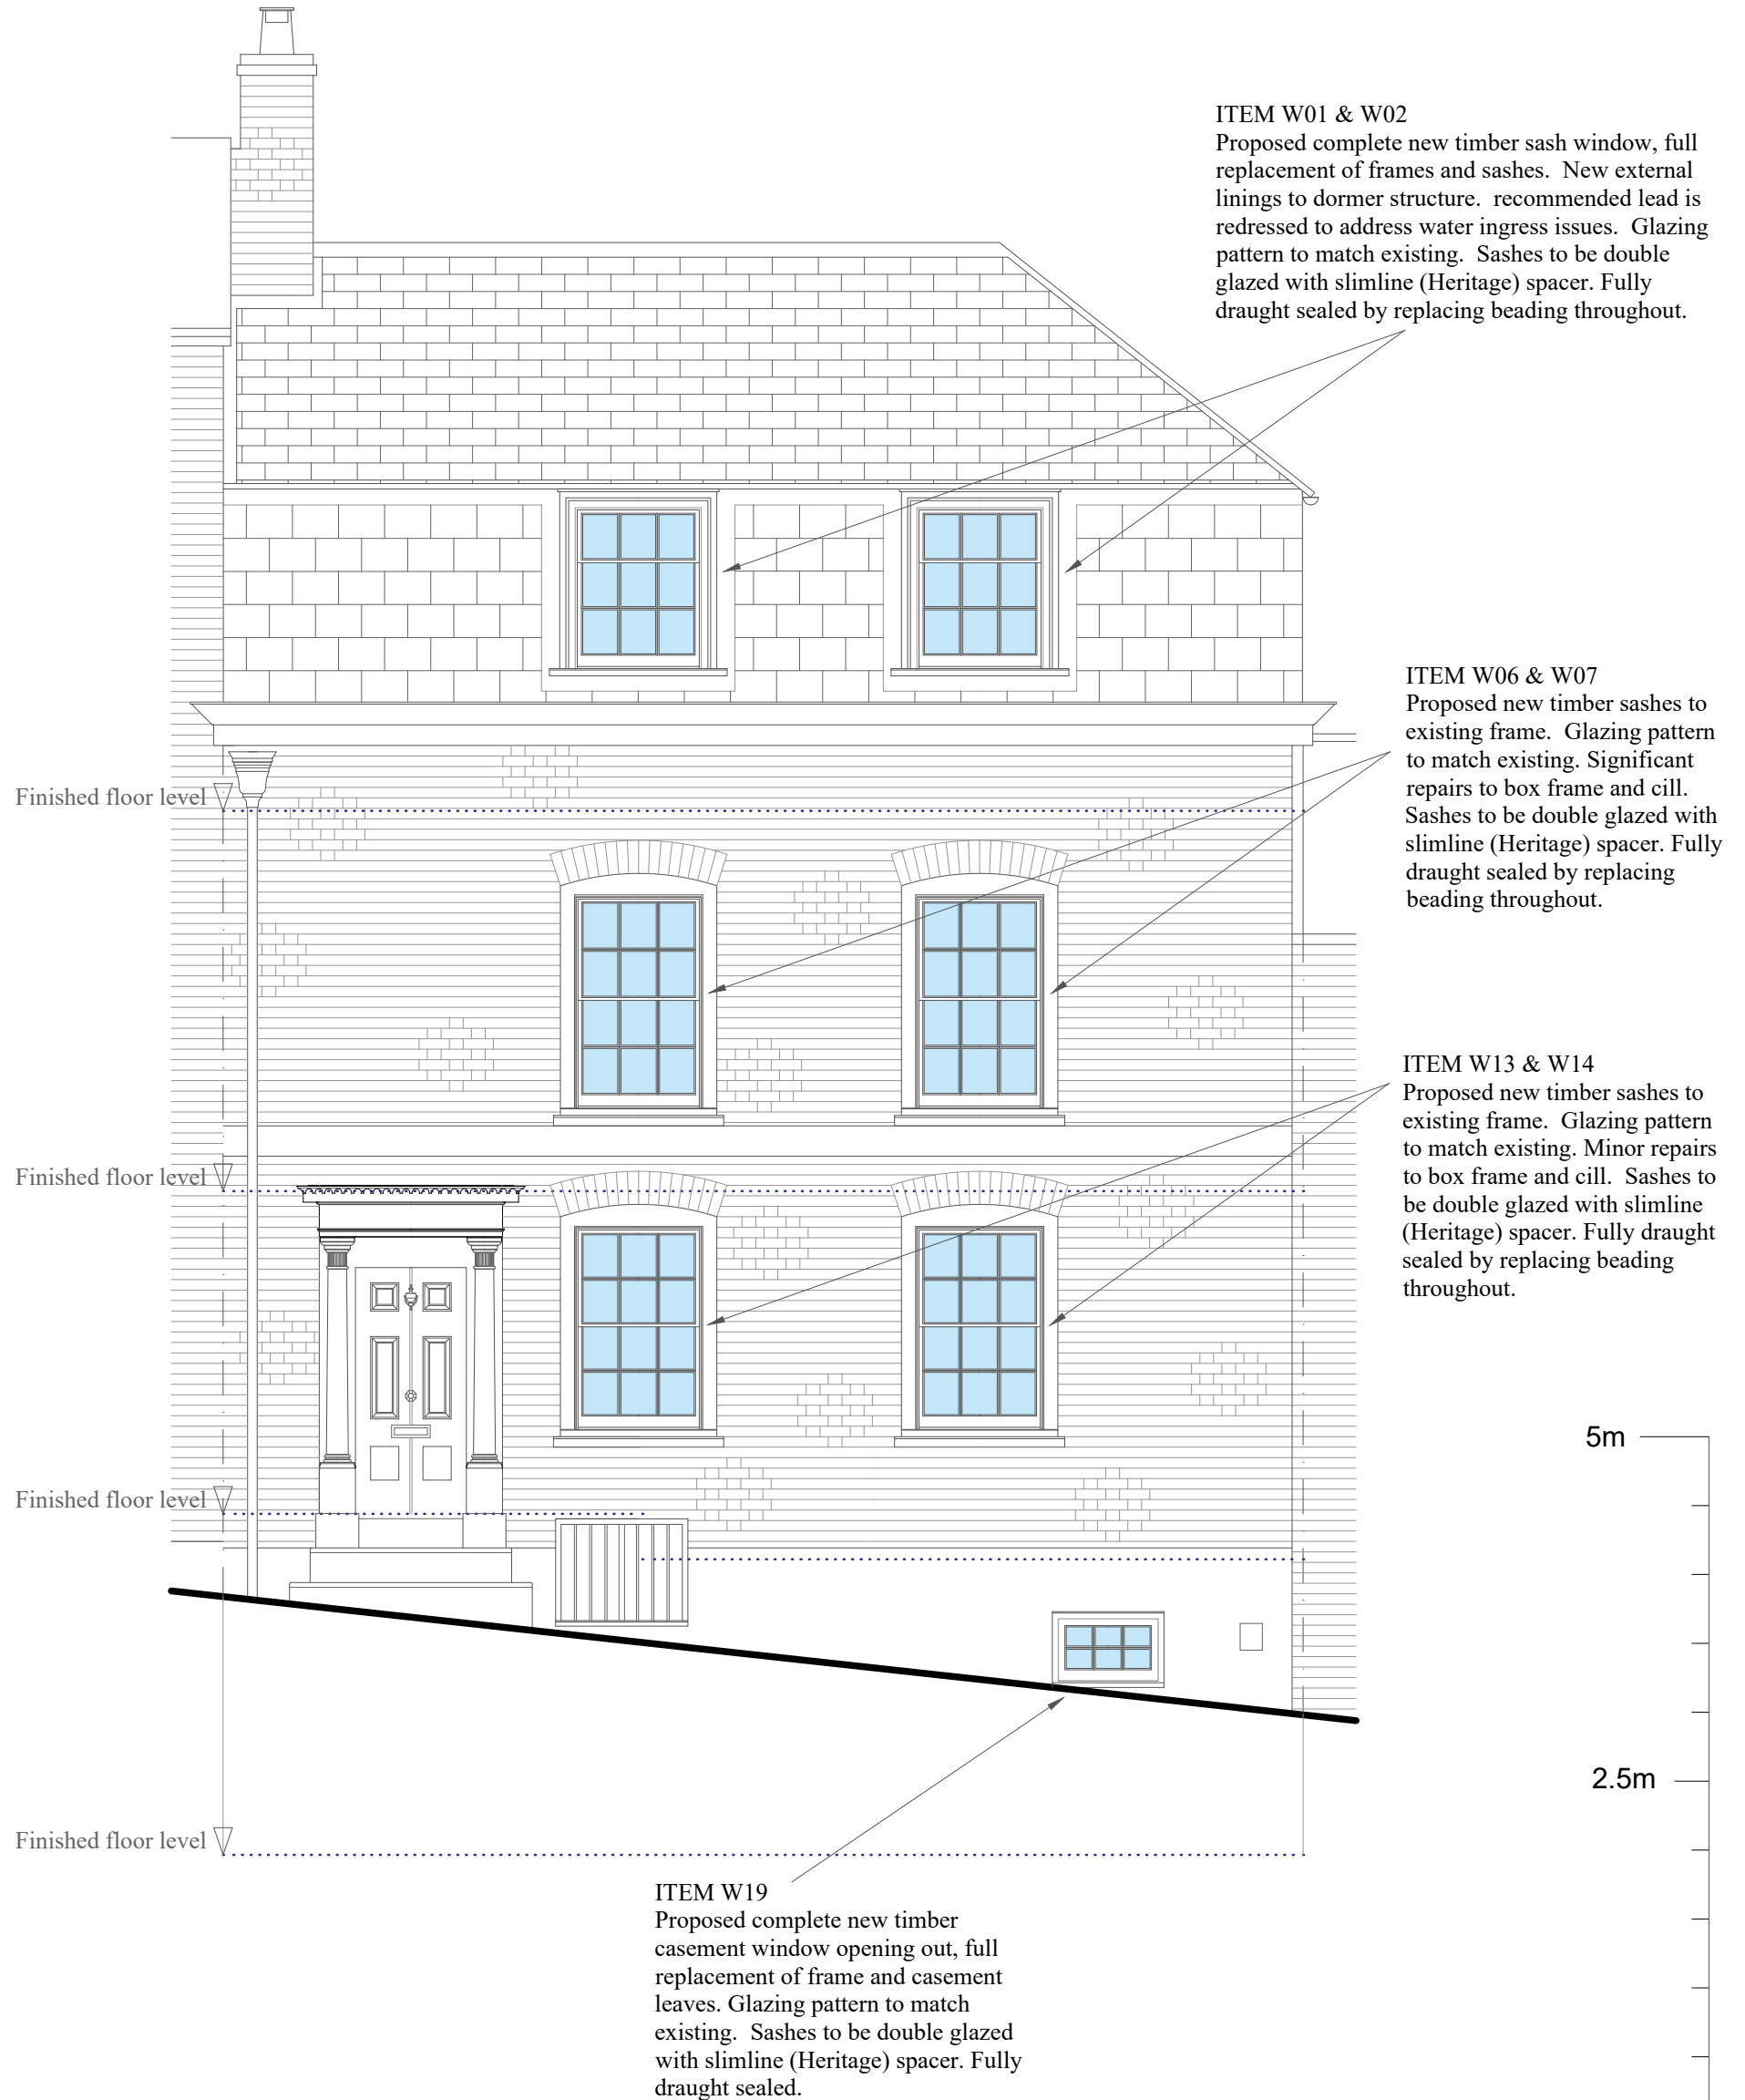 ITEM W01 & W02
Proposed complete new timber sash window, full
replacement of frames and sashes.  New external
linings to dormer structure.  recommended lead is
redressed to address water ingress issues.  Glazing
pattern to match existing.  Sashes to be double
glazed with slimline (Heritage) spacer. Fully
draught sealed by replacing beading throughout.
ITEM W06 & W07
Proposed new timber sashes to
existing frame.  Glazing pattern
to match existing. Significant
repairs to box frame and cill.
Sashes to be double glazed with
slimline (Heritage) spacer. Fully
draught sealed by replacing
beading throughout.
Finished floor level
ITEM W13 & W14
Proposed new timber sashes to
existing frame.  Glazing pattern
to match existing. Minor repairs
to box frame and cill.  Sashes to
be double glazed with slimline
(Heritage) spacer. Fully draught
sealed by replacing beading
throughout.
Finished floor level
5m
Finished floor level
2.5m
Finished floor level
ITEM W19
Proposed complete new timber
casement window opening out, full
replacement of frame and casement
leaves. Glazing pattern to match
existing.  Sashes to be double glazed
with slimline (Heritage) spacer. Fully
draught sealed.